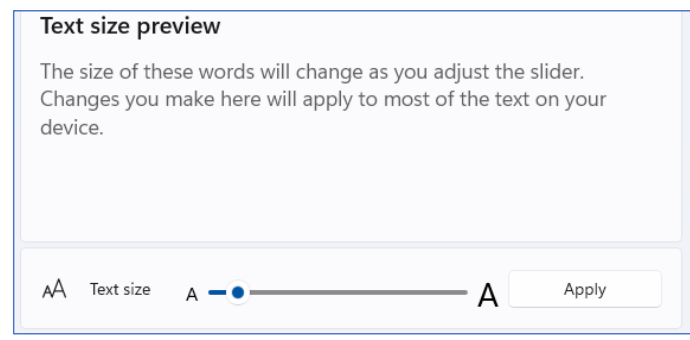 Text size preview
The size of these words will change as you adjust the slider.
Changes you make here will apply to most of the text on your
device.
AA Text size A A Apply